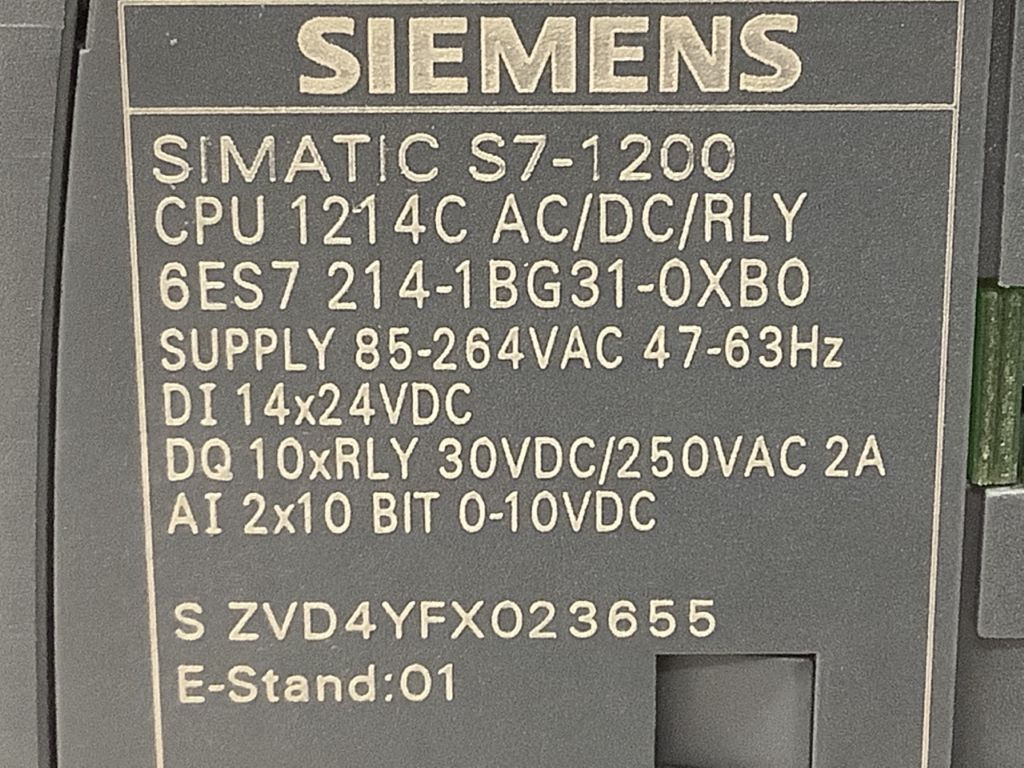 SIEMENS
SIMATIC S7-1200
CPU 1214C AC/DC/RLY
6ES7 214-1BG31-0XB0
SUPPLY 85-264VAC 47-63Hz
DI 14x24VDC
DQ 10xRLY 30VDC/250VAC 2A
AI 2x10 BIT 0-10VDC
S ZVD4YFX023655
E-Stand:01